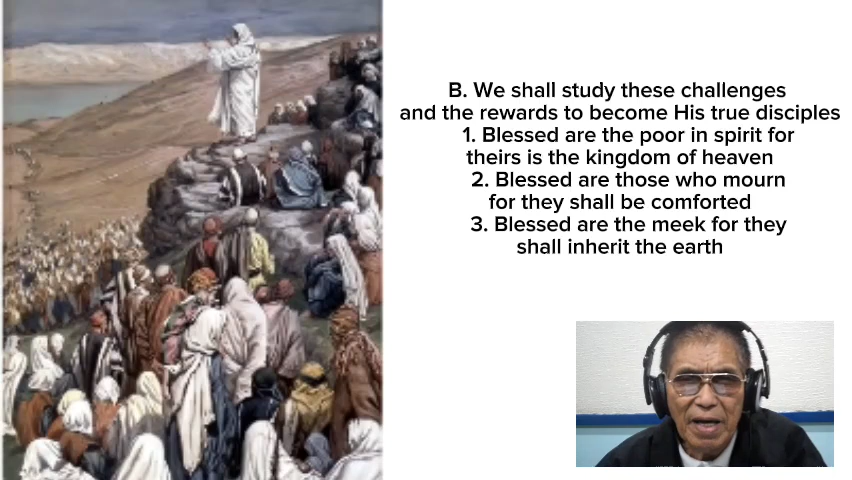 B. We shall study these challenges
and the rewards to become His true disciples
1. Blessed are the poor in spirit for
theirs is the kingdom of heaven
2. Blessed are those who mourn
for they shall be comforted
3. Blessed are the meek for they
shall inherit the earth